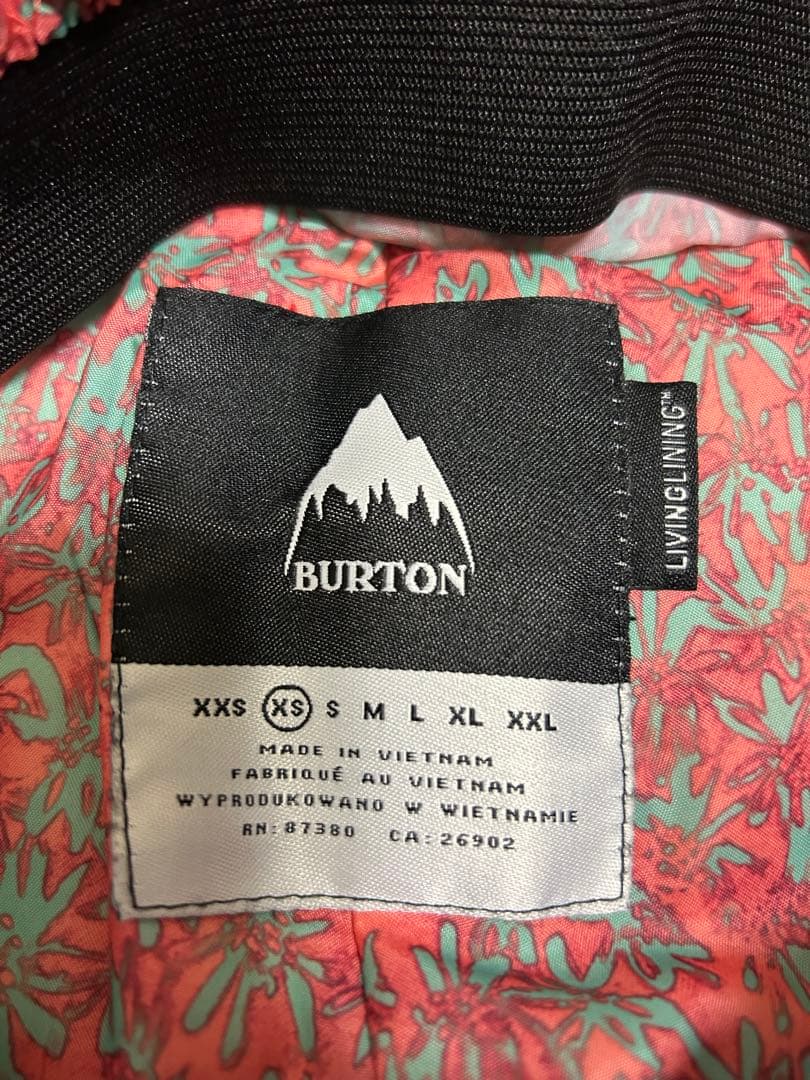 BURTON
LIVINGLINING™
XXS XS S M L XL XXL
MADE IN VIETNAM
FABRIQUÉ AU VIETNAM
WYPRODUKOWANO W WIETNAMIE
RN: 87380 CA: 26902